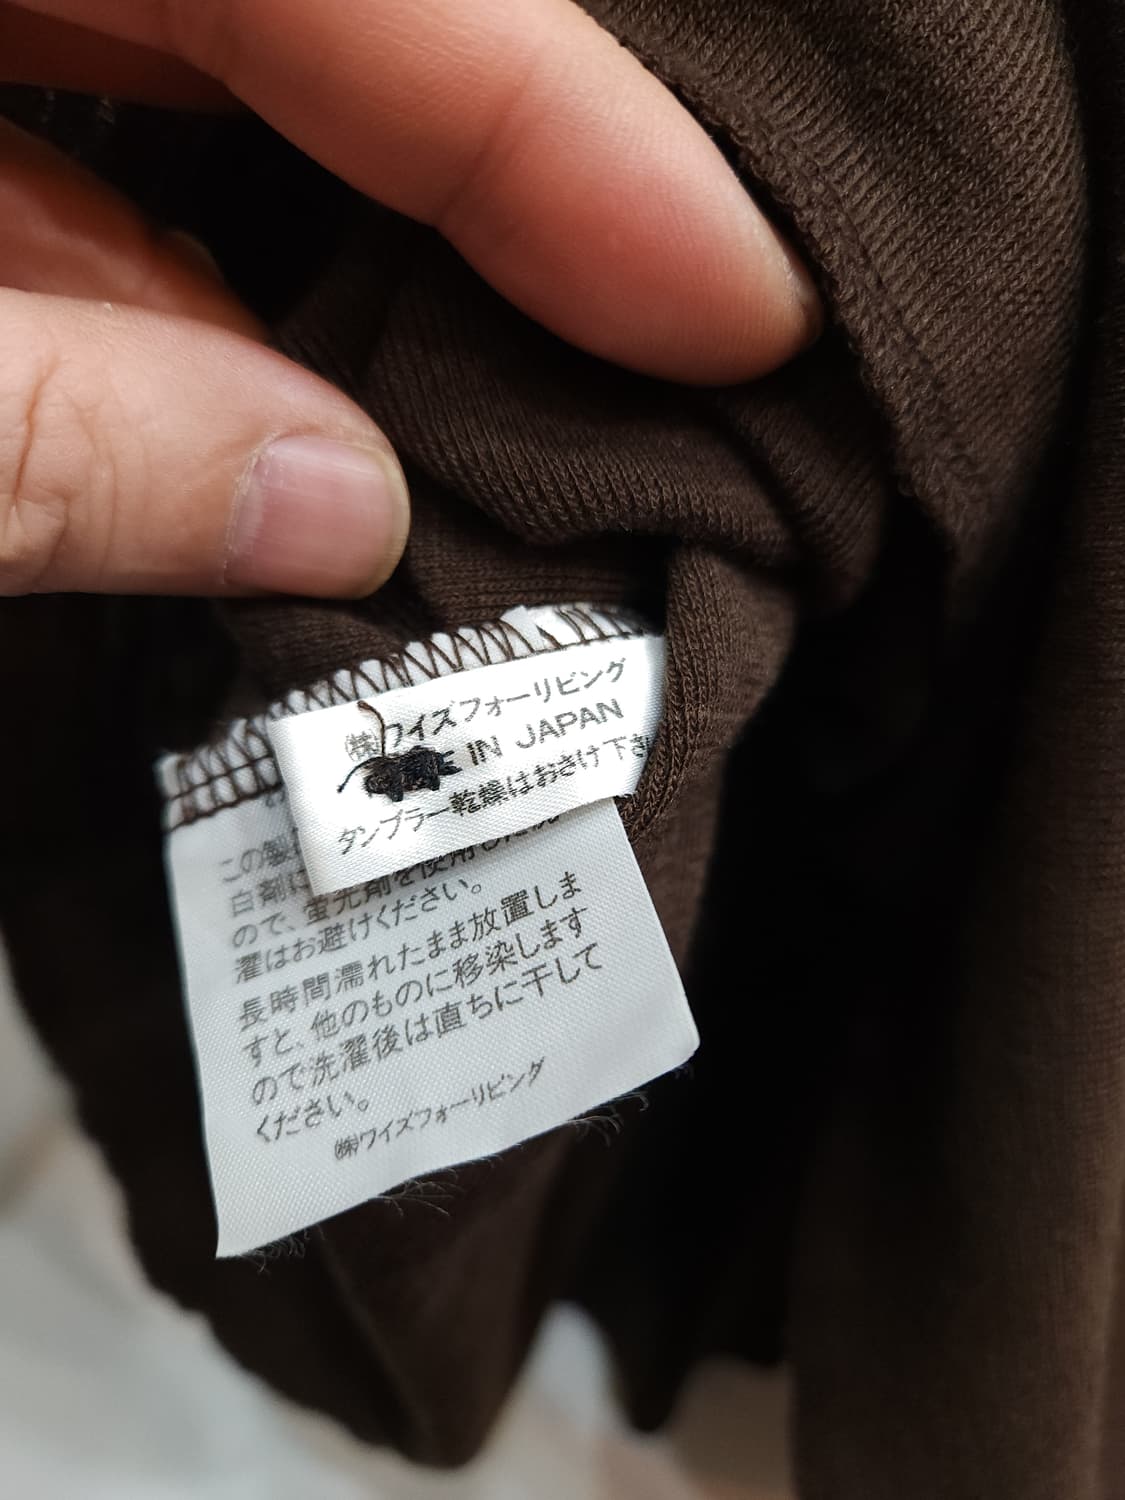 ㈱ワイズフォーリビング
IN JAPAN
タンブラー乾燥はおさけ下さ
この製
白剤に 蛍光剤を使用した洗
ので、
濯はお避けください。
長時間濡れたまま放置しま
すと、他のものに移染します
ので洗濯後は直ちに干して
ください。
㈱ワイズフォーリビング